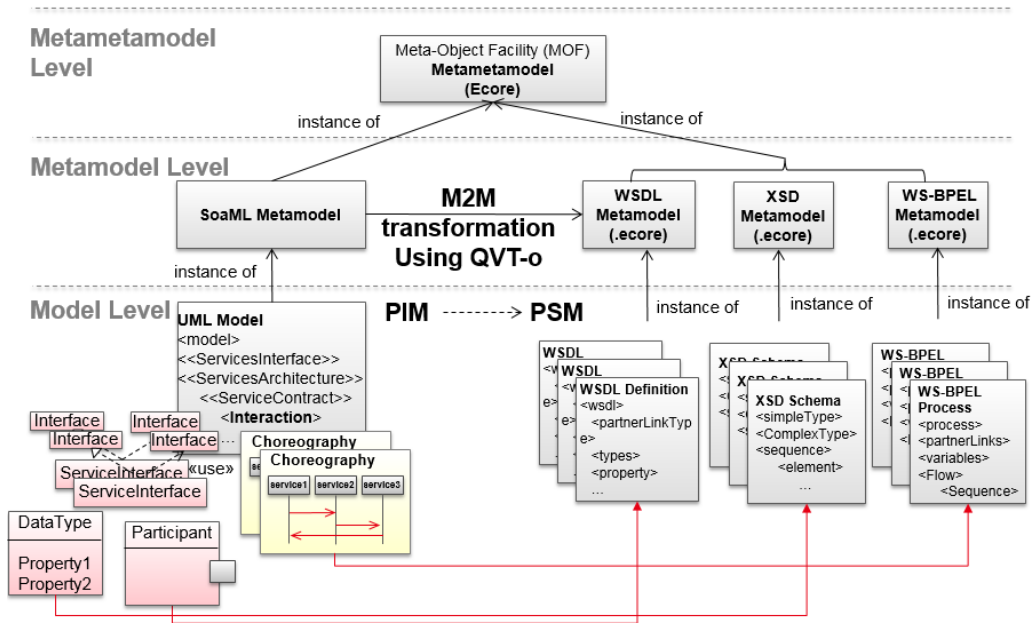 Metametamodel
Level
Meta-Object Facility (MOF)
Metametamodel
(Ecore)
instance of
instance of
Metamodel Level
SoaML Metamodel
M2M
transformation
Using QVT-o
WSDL
Metamodel
(.ecore)
XSD
Metamodel
(.ecore)
WS-BPEL
Metamodel
(.ecore)
instance of
instance of
instance of
instance of
Model Level
PIM
PSM
UML Model
<model>
<<ServicesInterface>>
<<ServicesArchitecture>>
<<ServiceContract>>
<Interaction>
...
«use»
Interface
Interface
Interface
Interface
ServiceInterface
ServiceInterface
Choreography
Choreography
service1
service2
service3
DataType
Property1
Property2
Participant
WSDL
WSDL
WSDL Definition
<wsdl>
<partnerLinkTyp
e>
<types>
<property>
...
XSD Schema
XSD Schema
XSD Schema
<simpleType>
<ComplexType>
<sequence>
<element>
...
WS-BPEL
WS-BPEL
WS-BPEL
Process
<process>
<partnerLinks>
<variables>
<Flow>
<Sequence>